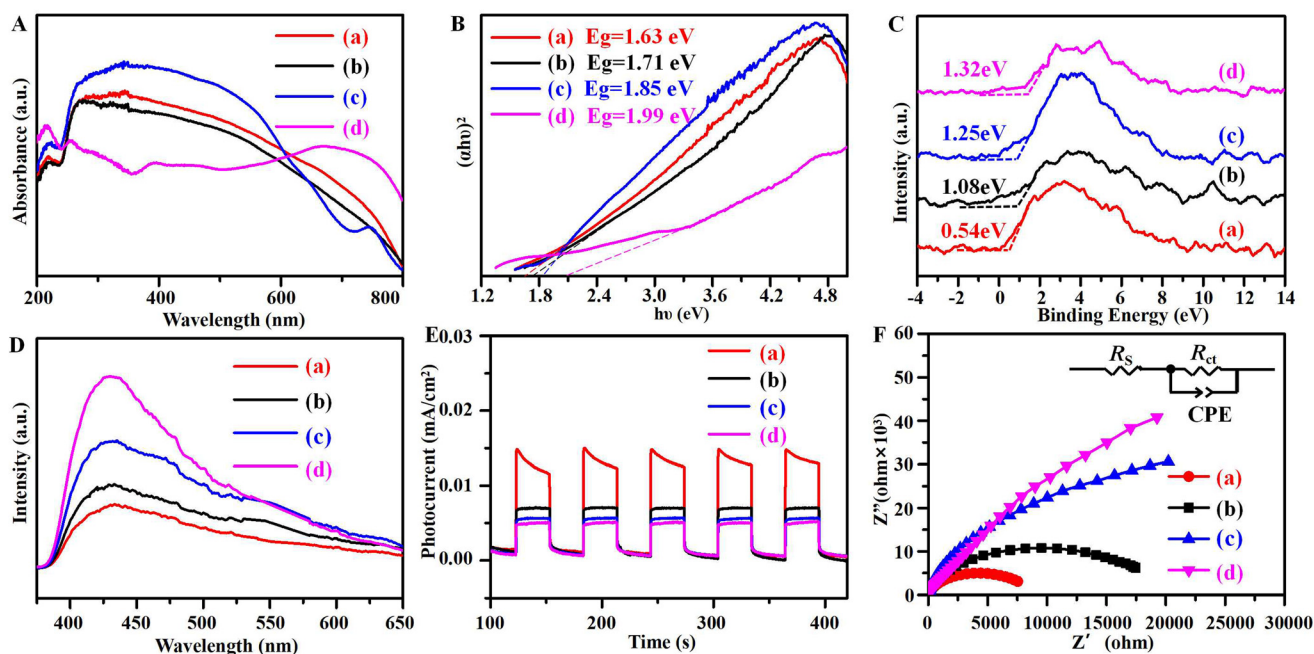 A
(a)
(b)
(c)
(d)
Absorbance (a.u.)
200 400 600 800
Wavelength (nm)
B
(a) Eg=1.63 eV
(b) Eg=1.71 eV
(c) Eg=1.85 eV
(d) Eg=1.99 eV
(αhυ)²
1.2 1.8 2.4 3.0 3.6 4.2 4.8
hυ (eV)
C
1.32eV
(d)
1.25eV
(c)
1.08eV
(b)
0.54eV
(a)
Intensity (a.u.)
-4 -2 0 2 4 6 8 10 12 14
Binding Energy (eV)
D
(a)
(b)
(c)
(d)
Intensity (a.u.)
400 450 500 550 600 650
Wavelength (nm)
E
(a)
(b)
(c)
(d)
Photocurrent (mA/cm²)
0.03
0.02
0.01
0.00
100 200 300 400
Time (s)
F
Rs
Rct
CPE
(a)
(b)
(c)
(d)
Z''(ohm× 10³)
60
50
40
30
20
10
0
0 5000 10000 15000 20000 25000 30000
Z′ (ohm)